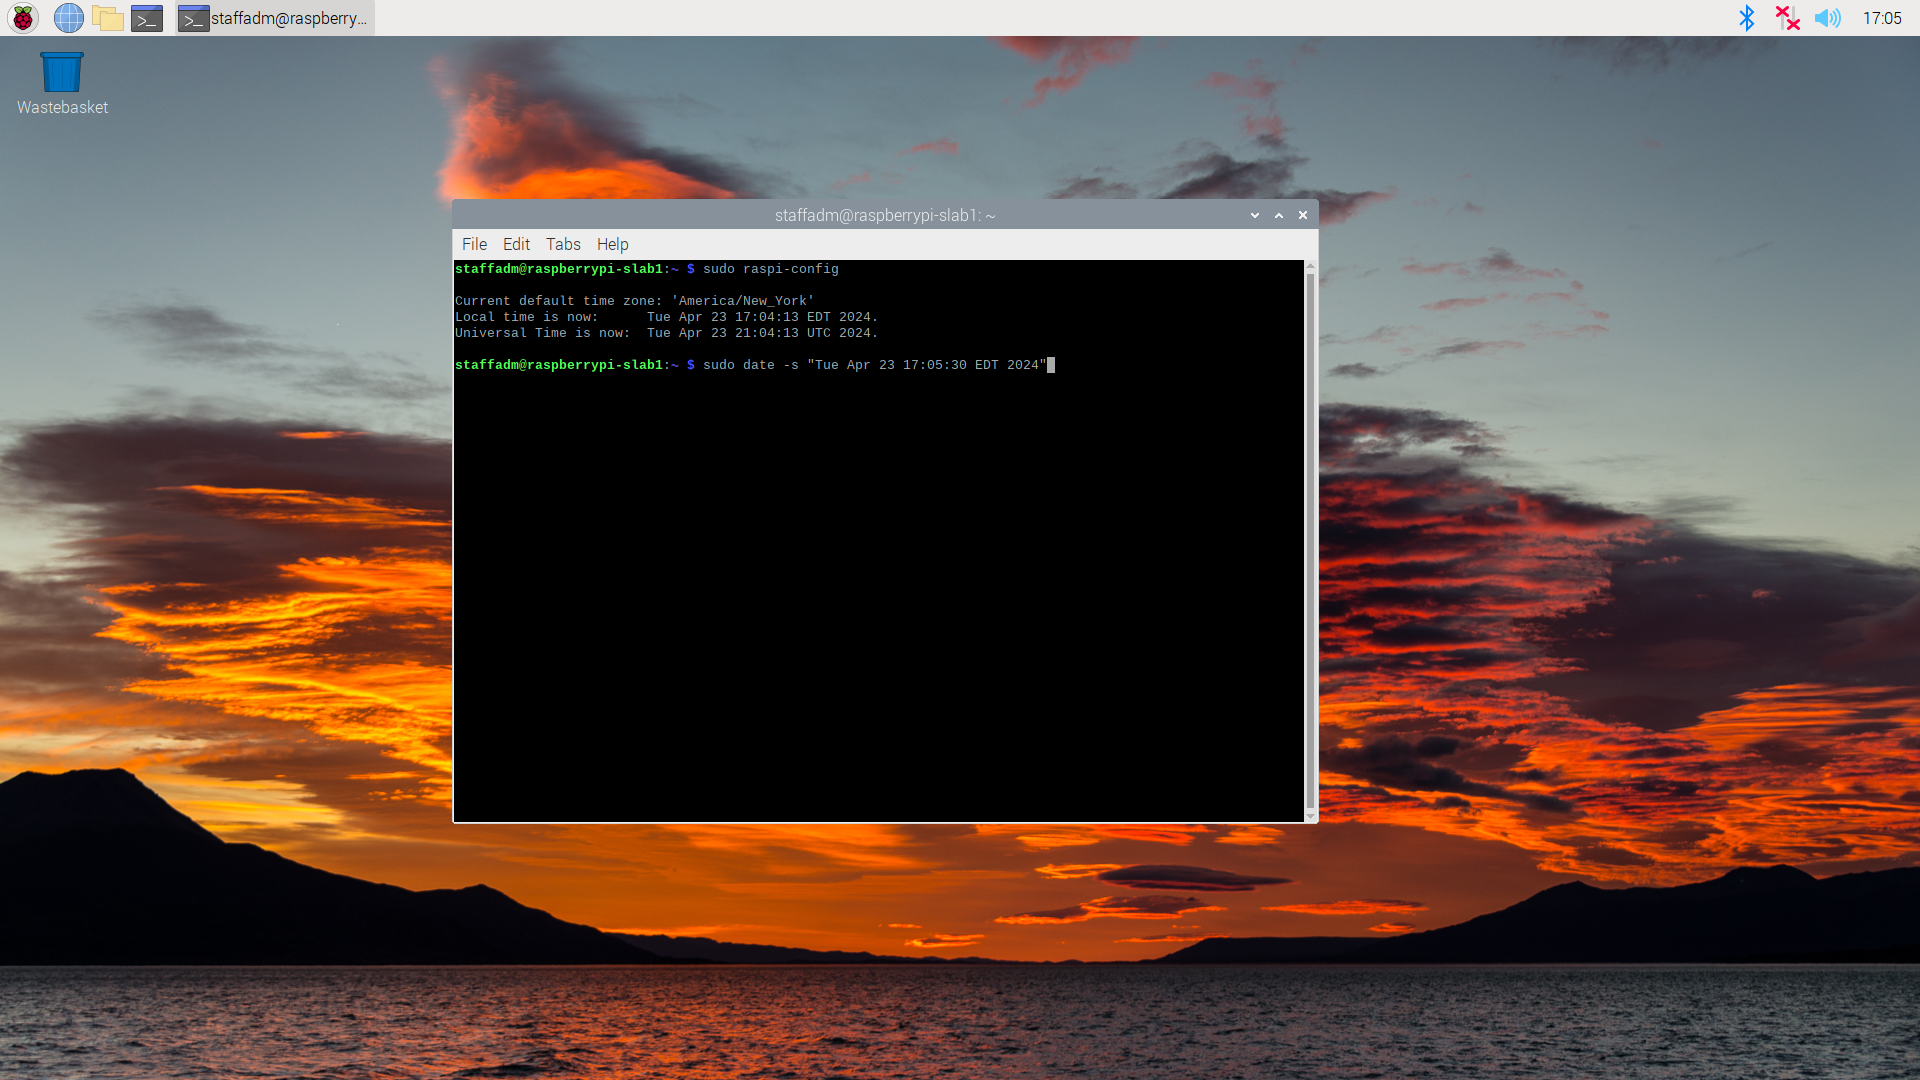 staffadm@raspberry... 17:05
Wastebasket
staffadm@raspberrypi-slab1: ~
File Edit Tabs Help
staffadm@raspberrypi-slab1:~ $ sudo raspi-config
Current default time zone: 'America/New_York'
Local time is now:      Tue Apr 23 17:04:13 EDT 2024.
Universal Time is now:  Tue Apr 23 21:04:13 UTC 2024.
staffadm@raspberrypi-slab1:~ $ sudo date -s "Tue Apr 23 17:05:30 EDT 2024"